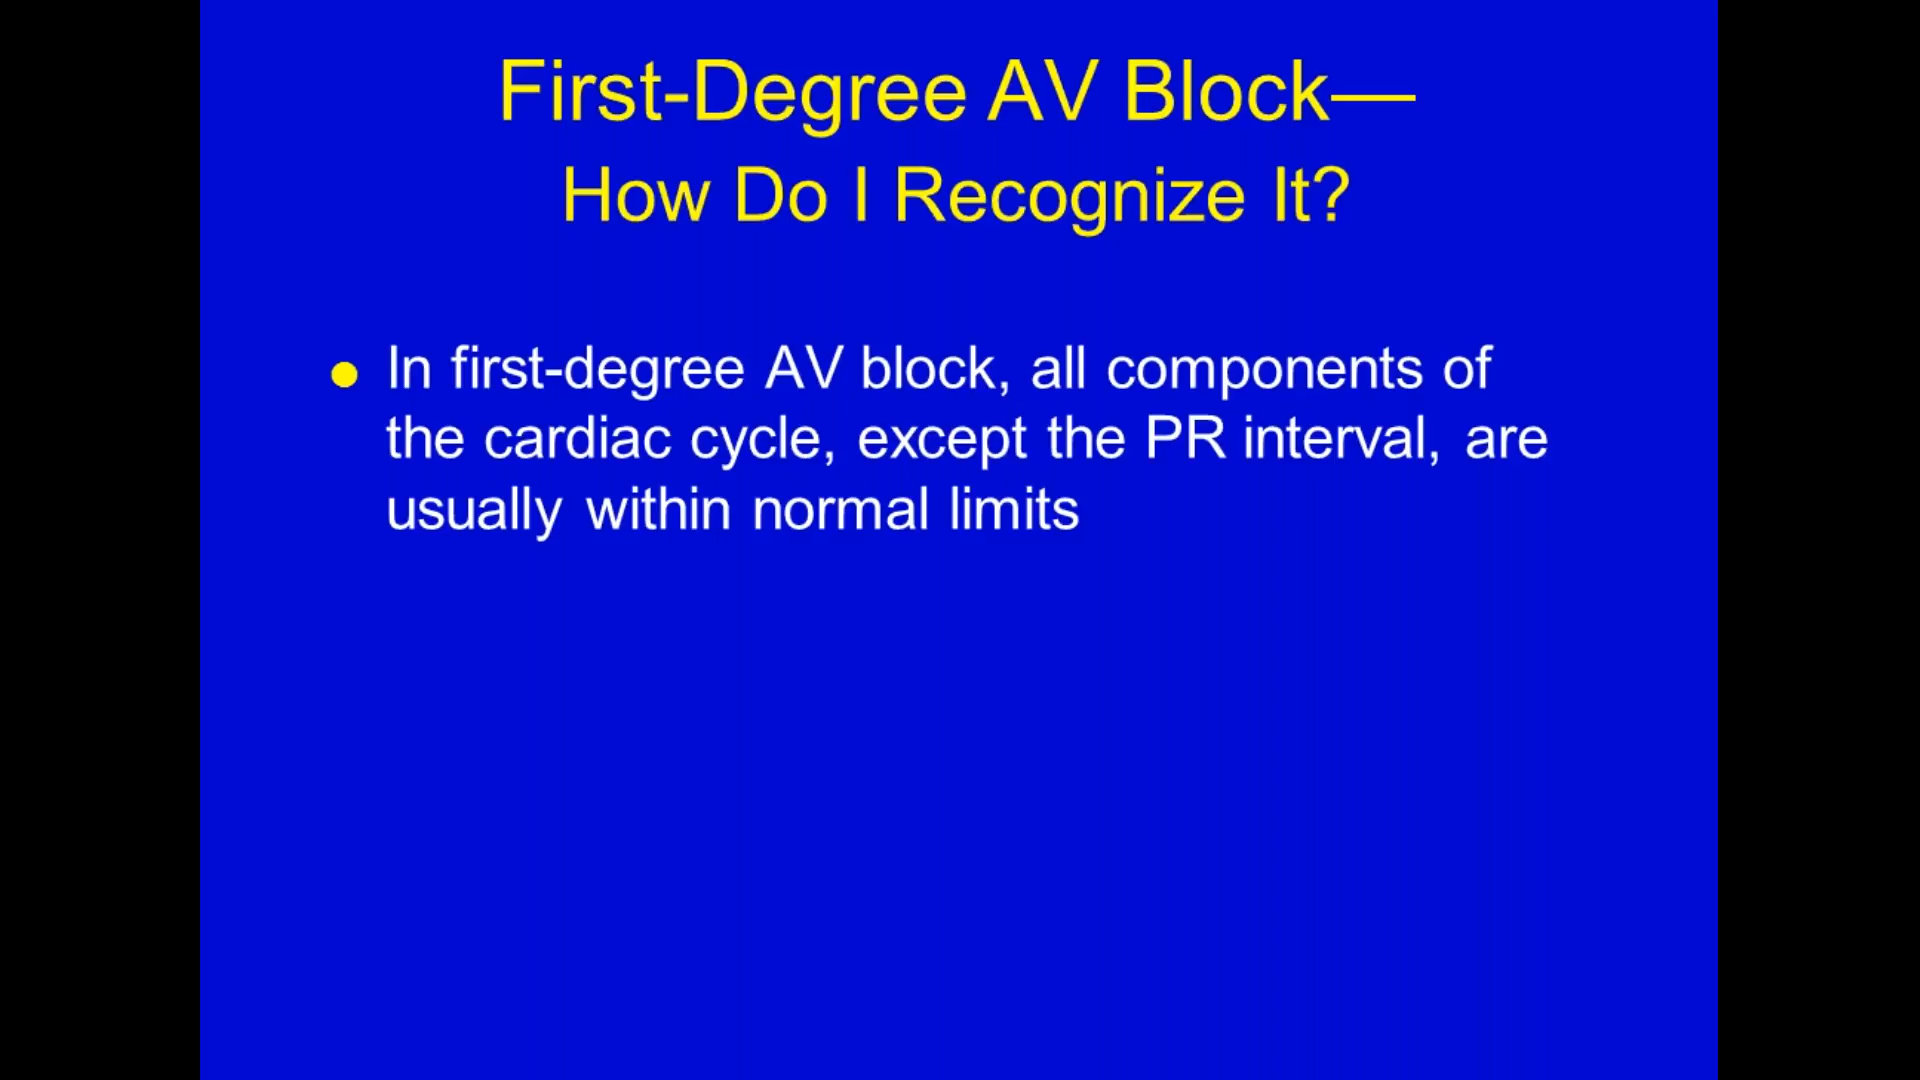 First-Degree AV Block—
How Do I Recognize It?
In first-degree AV block, all components of
the cardiac cycle, except the PR interval, are
usually within normal limits